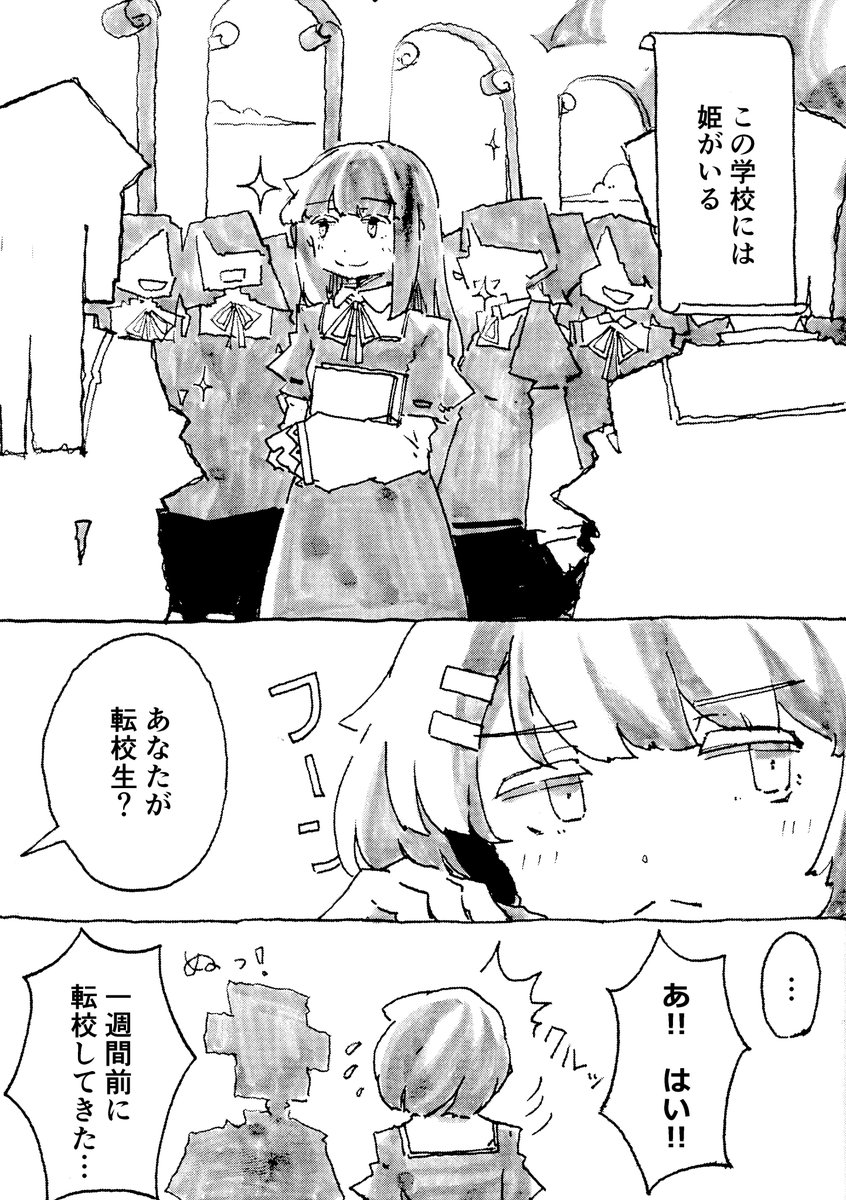 この学校には
姫がいる
フーン
あなたが
転校生？
…
あ!!　はい!!
クルッ
ぬっ！
一週間前に
転校してきた…